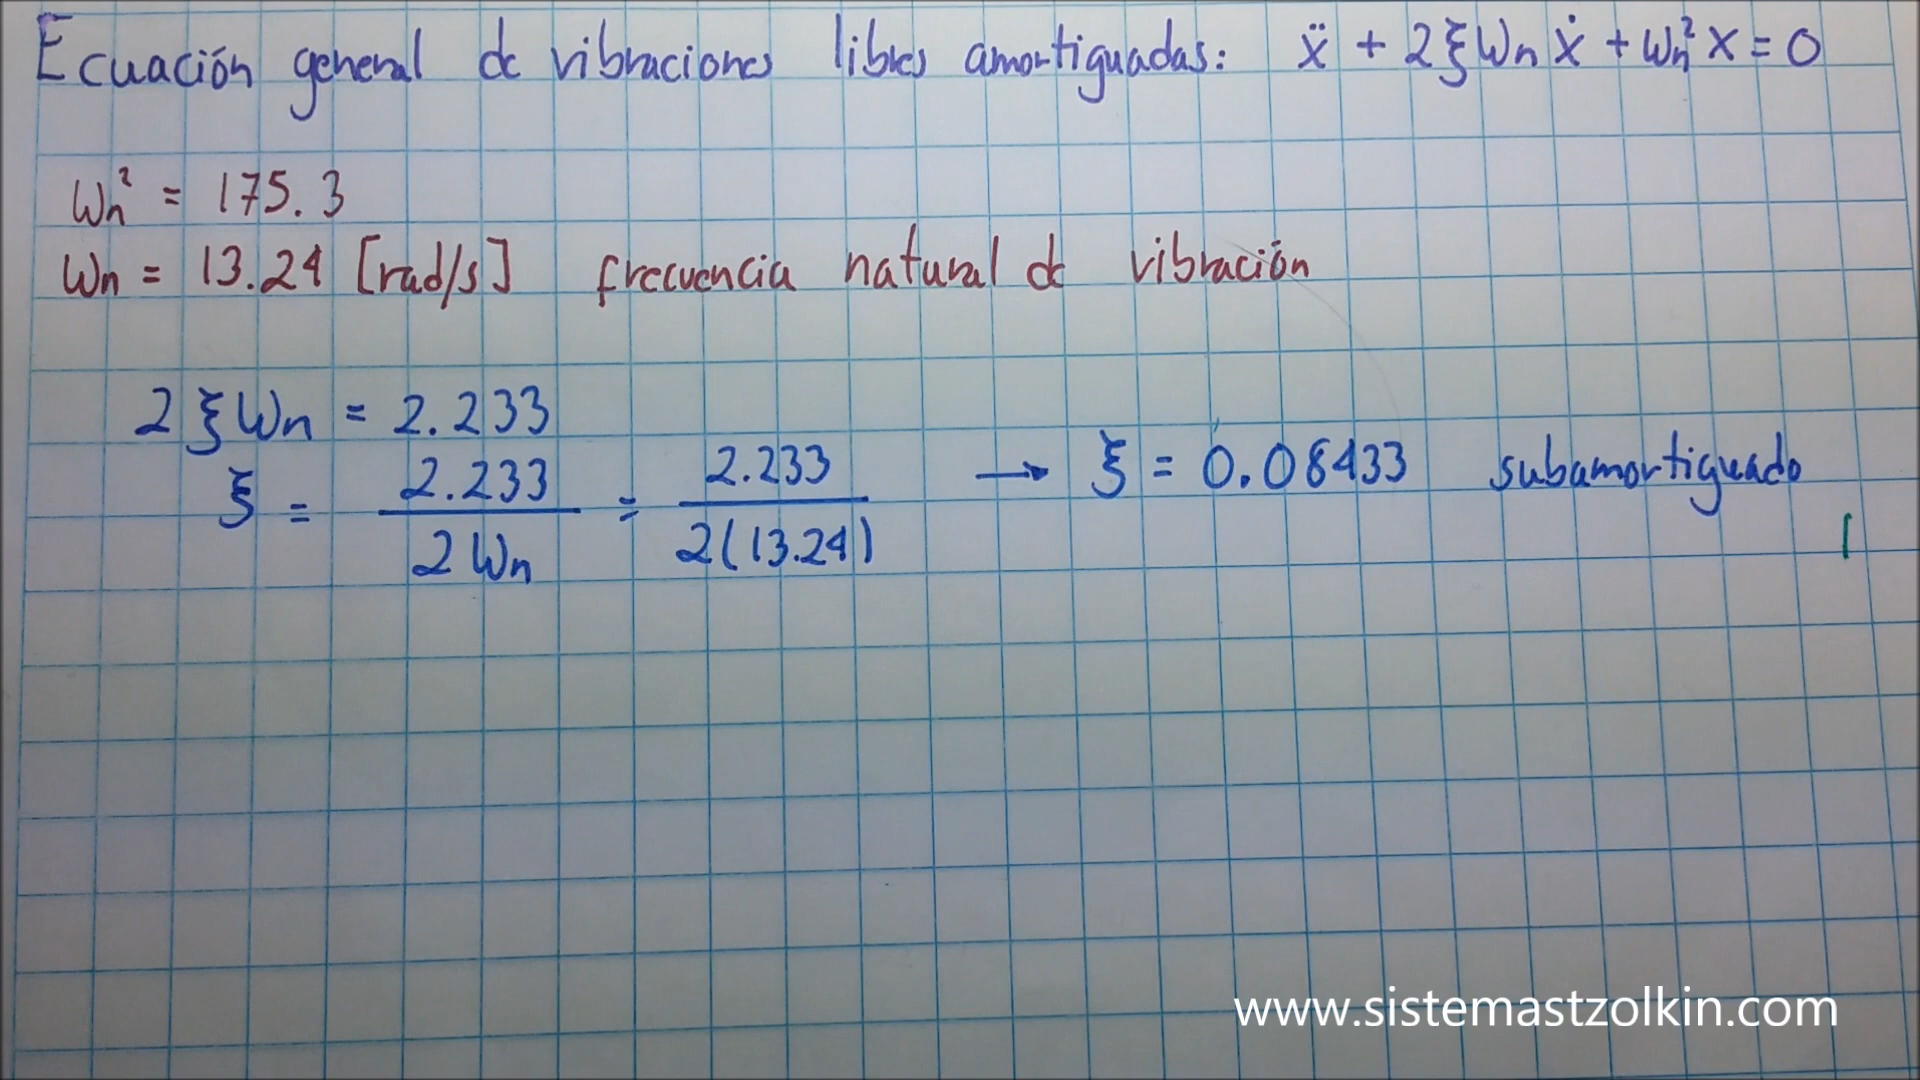 Ecuación general de vibraciones libres amortiguadas: ẍ + 2ξWn ẋ + Wn² x = 0
Wn² = 175.3
Wn = 13.24 [rad/s] frecuencia natural de vibración
2ξWn = 2.233
ξ = 2.233 / 2Wn = 2.233 / 2(13.24) → ξ = 0.08433 subamortiguado
www.sistemastzolkin.com